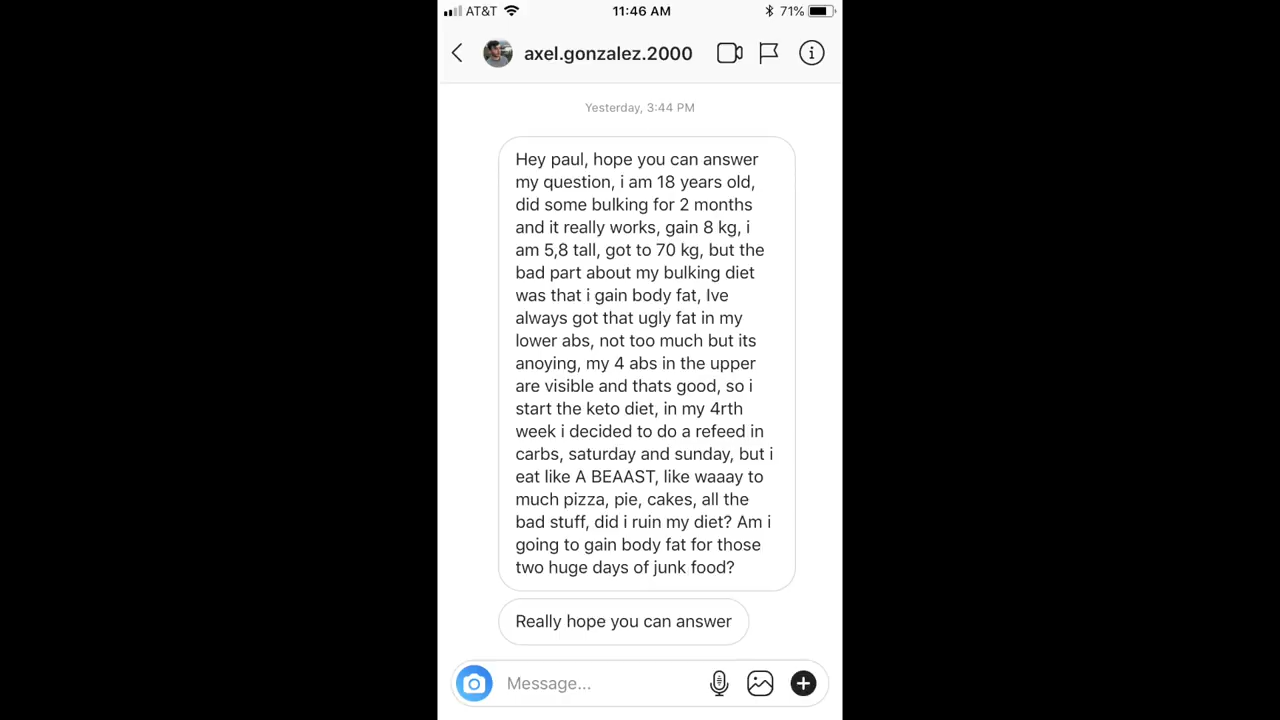 AT&T 11:46 AM 71%
axel.gonzalez.2000
Yesterday, 3:44 PM
Hey paul, hope you can answer
my question, i am 18 years old,
did some bulking for 2 months
and it really works, gain 8 kg, i
am 5,8 tall, got to 70 kg, but the
bad part about my bulking diet
was that i gain body fat, Ive
always got that ugly fat in my
lower abs, not too much but its
anoying, my 4 abs in the upper
are visible and thats good, so i
start the keto diet, in my 4rth
week i decided to do a refeed in
carbs, saturday and sunday, but i
eat like A BEAAST, like waaay to
much pizza, pie, cakes, all the
bad stuff, did i ruin my diet? Am i
going to gain body fat for those
two huge days of junk food?
Really hope you can answer
Message...